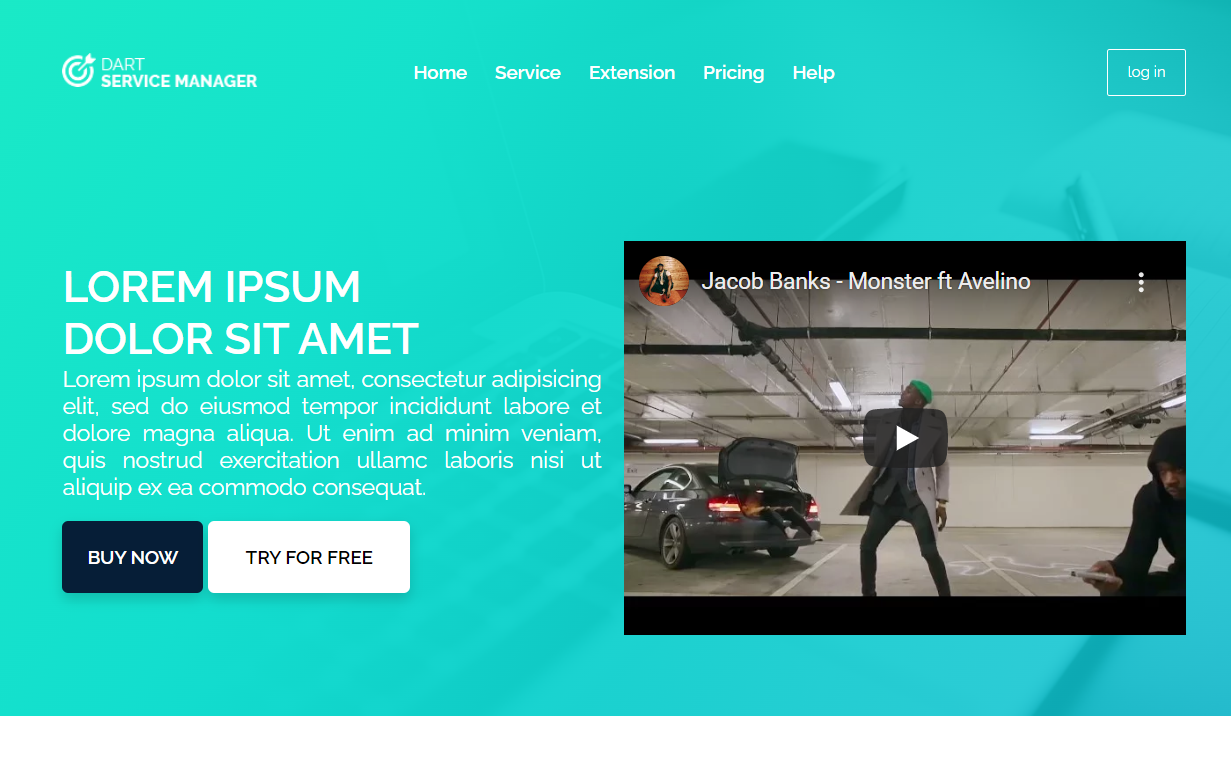 DART
SERVICE MANAGER
Home Service Extension Pricing Help
log in
LOREM IPSUM
DOLOR SIT AMET
Lorem ipsum dolor sit amet, consectetur adipisicing
elit, sed do eiusmod tempor incididunt labore et
dolore magna aliqua. Ut enim ad minim veniam,
quis nostrud exercitation ullamc laboris nisi ut
aliquip ex ea commodo consequat.
BUY NOW
TRY FOR FREE
Jacob Banks - Monster ft Avelino